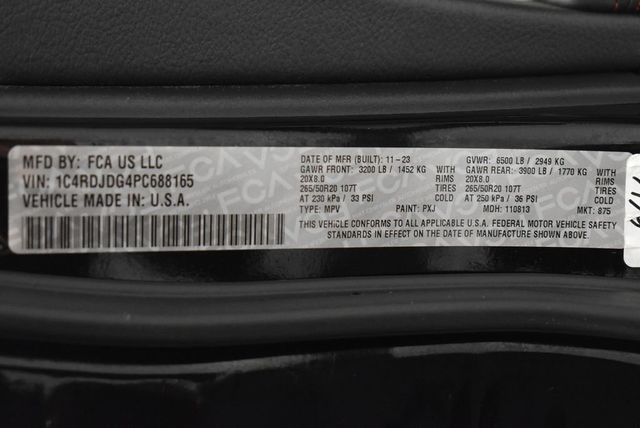 MFD BY: FCA US LLC
VIN: 1C4RDJDG4PC688165
VEHICLE MADE IN: U.S.A.
DATE OF MFR (BUILT): 11-23 GVWR: 6500 LB / 2949 KG
GAWR FRONT: 3200 LB / 1452 KG GAWR REAR: 3900 LB / 1770 KG
20X8.0 RIMS 20X8.0 RIMS
265/50R20 107T TIRES 265/50R20 107T TIRES
AT 230 kPa / 33 PSI COLD AT 250 kPa / 36 PSI COLD
TYPE: MPV PAINT: PXJ MDH: 110813 MKT: 875
THIS VEHICLE CONFORMS TO ALL APPLICABLE U.S.A. FEDERAL MOTOR VEHICLE SAFETY
STANDARDS IN EFFECT ON THE DATE OF MANUFACTURE SHOWN ABOVE.